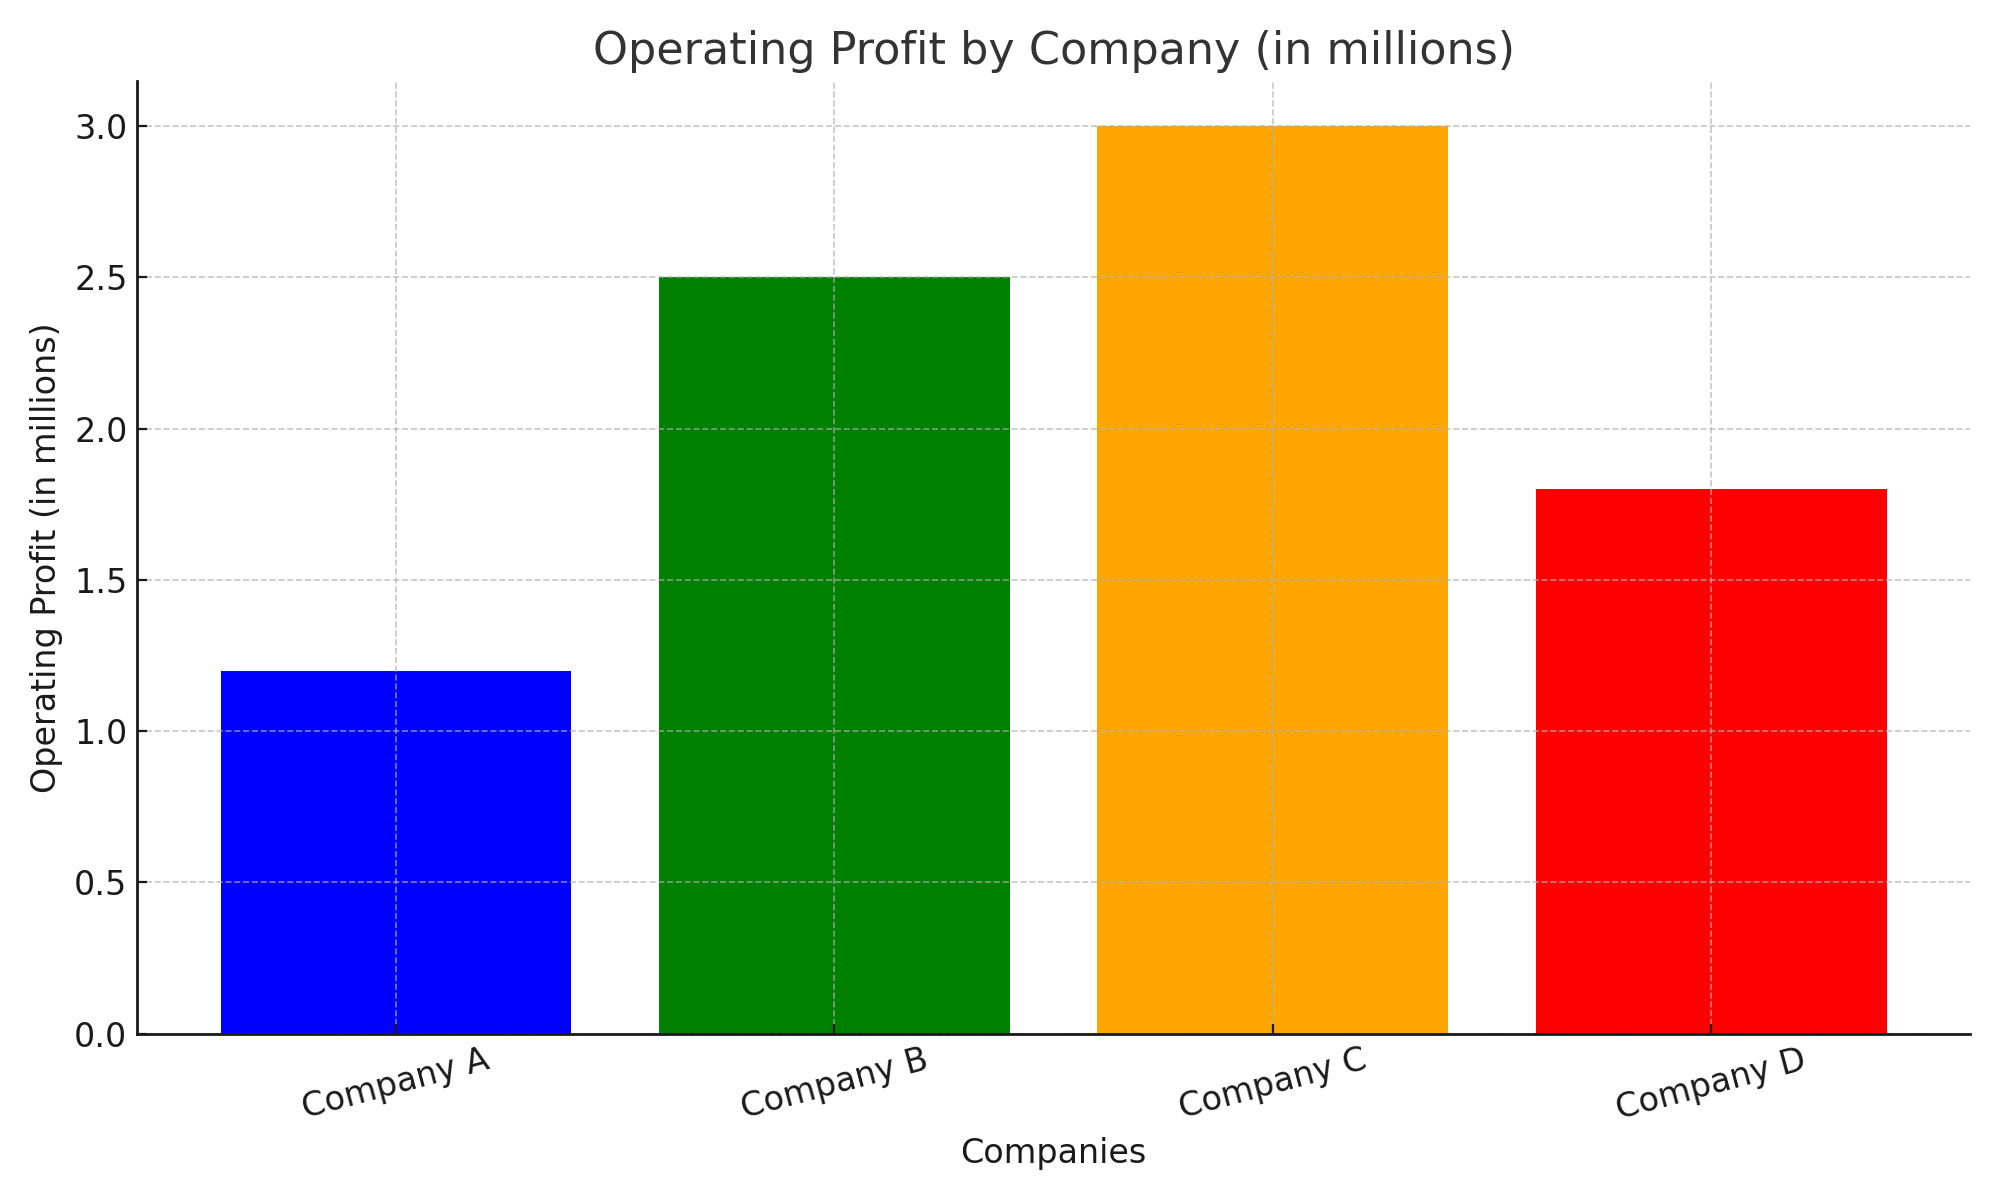 Operating Profit by Company (in millions)
Operating Profit (in millions)
3.0
2.5
2.0
1.5
1.0
0.5
0.0
Company A
Company B
Company C
Company D
Companies